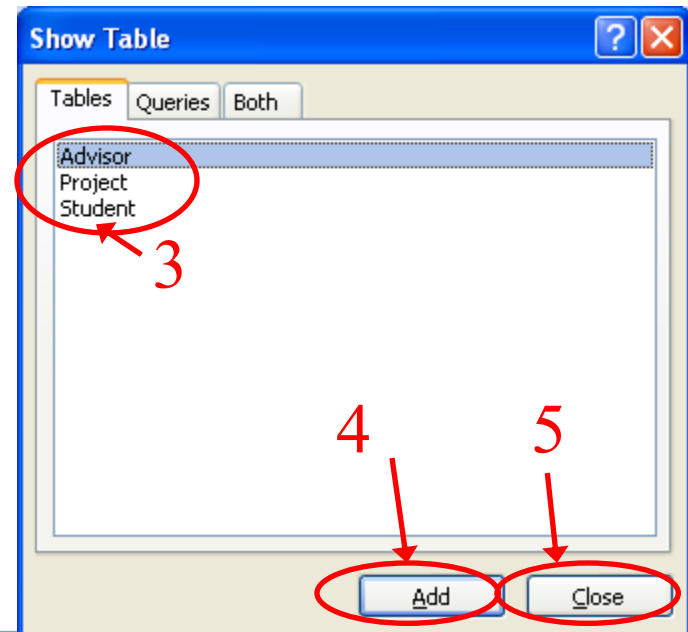 Show Table
?
Tables Queries Both
Advisor
Project
Student
3
4 5
Add Close